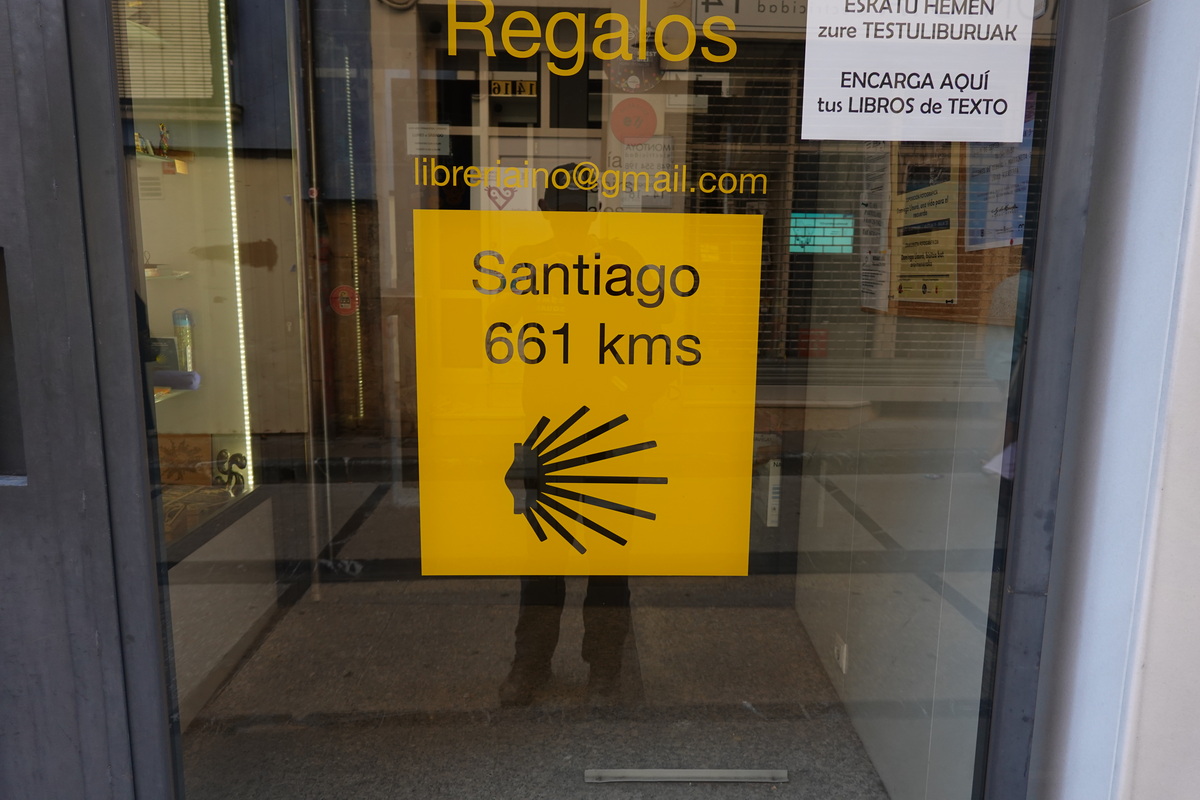 Regalos
ESKATU HEMEN
zure TESTULIBURUAK
ENCARGA AQUÍ
tus LIBROS de TEXTO
libreriaino@gmail.com
Santiago
661 kms